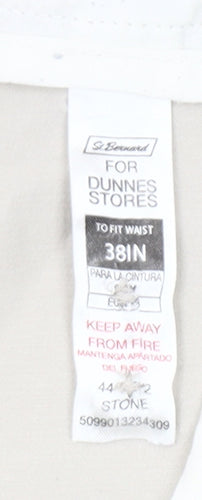 St. Bernard
FOR
DUNNES
STORES
TO FIT WAIST
38IN
PARA LA CINTURA
KEEP AWAY
FROM FIRE
MANTENGA APARTADO
DEL FUEGO
STONE
5099013234309